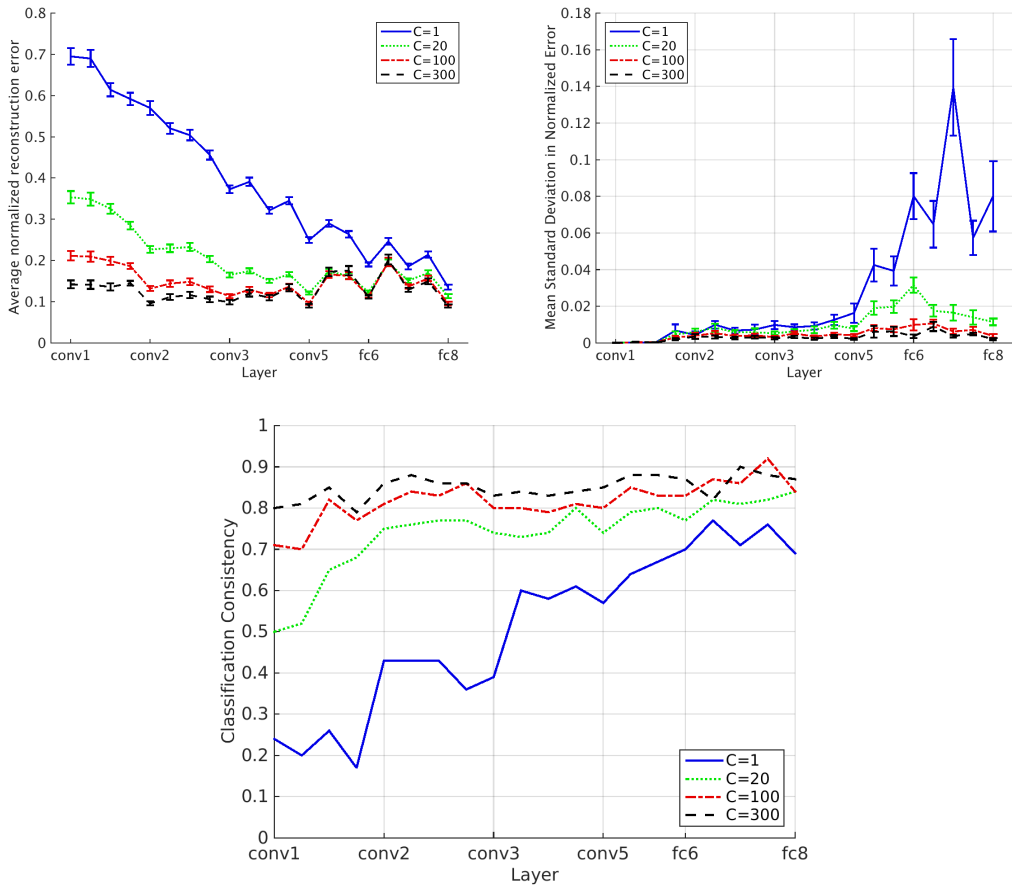 Average normalized reconstruction error
0.8
0.7
0.6
0.5
0.4
0.3
0.2
0.1
0
C=1
C=20
C=100
C=300
conv1 conv2 conv3 conv5 fc6 fc8
Layer
Mean Standard Deviation in Normalized Error
0.18
0.16
0.14
0.12
0.1
0.08
0.06
0.04
0.02
0
C=1
C=20
C=100
C=300
conv1 conv2 conv3 conv5 fc6 fc8
Layer
Classification Consistency
1
0.9
0.8
0.7
0.6
0.5
0.4
0.3
0.2
0.1
0
C=1
C=20
C=100
C=300
conv1 conv2 conv3 conv5 fc6 fc8
Layer